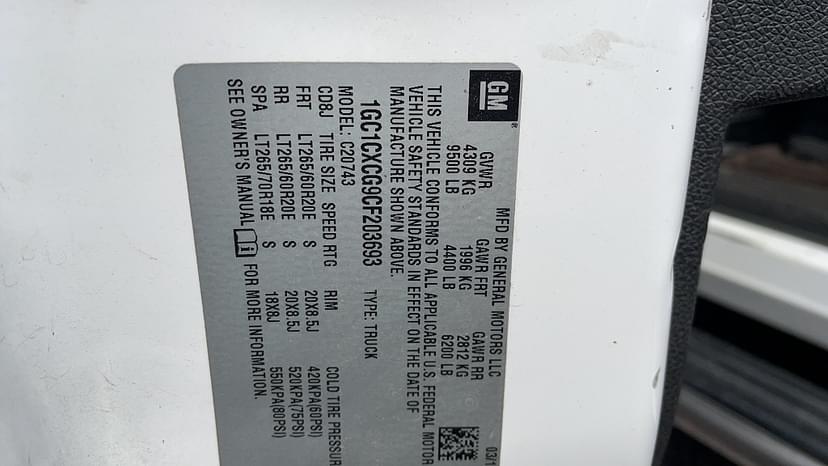 GM®
MFD BY GENERAL MOTORS LLC 03/1
GVWR GAWR FRT GAWR RR
4309 KG 1996 KG 2812 KG
9500 LB 4400 LB 6200 LB
THIS VEHICLE CONFORMS TO ALL APPLICABLE U.S. FEDERAL MOTOR
VEHICLE SAFETY STANDARDS IN EFFECT ON THE DATE OF
MANUFACTURE SHOWN ABOVE.
1GC1CXCG9CF203693 TYPE: TRUCK
MODEL: C20743
CD8J TIRE SIZE SPEED RTG RIM COLD TIRE PRESSUR
FRT LT265/60R20E S 20X8.5J 420KPA(60PSI)
RR LT265/60R20E S 20X8.5J 520KPA(75PSI)
SPA LT265/70R18E S 18X8J 550KPA(80PSI)
SEE OWNER'S MANUAL FOR MORE INFORMATION.